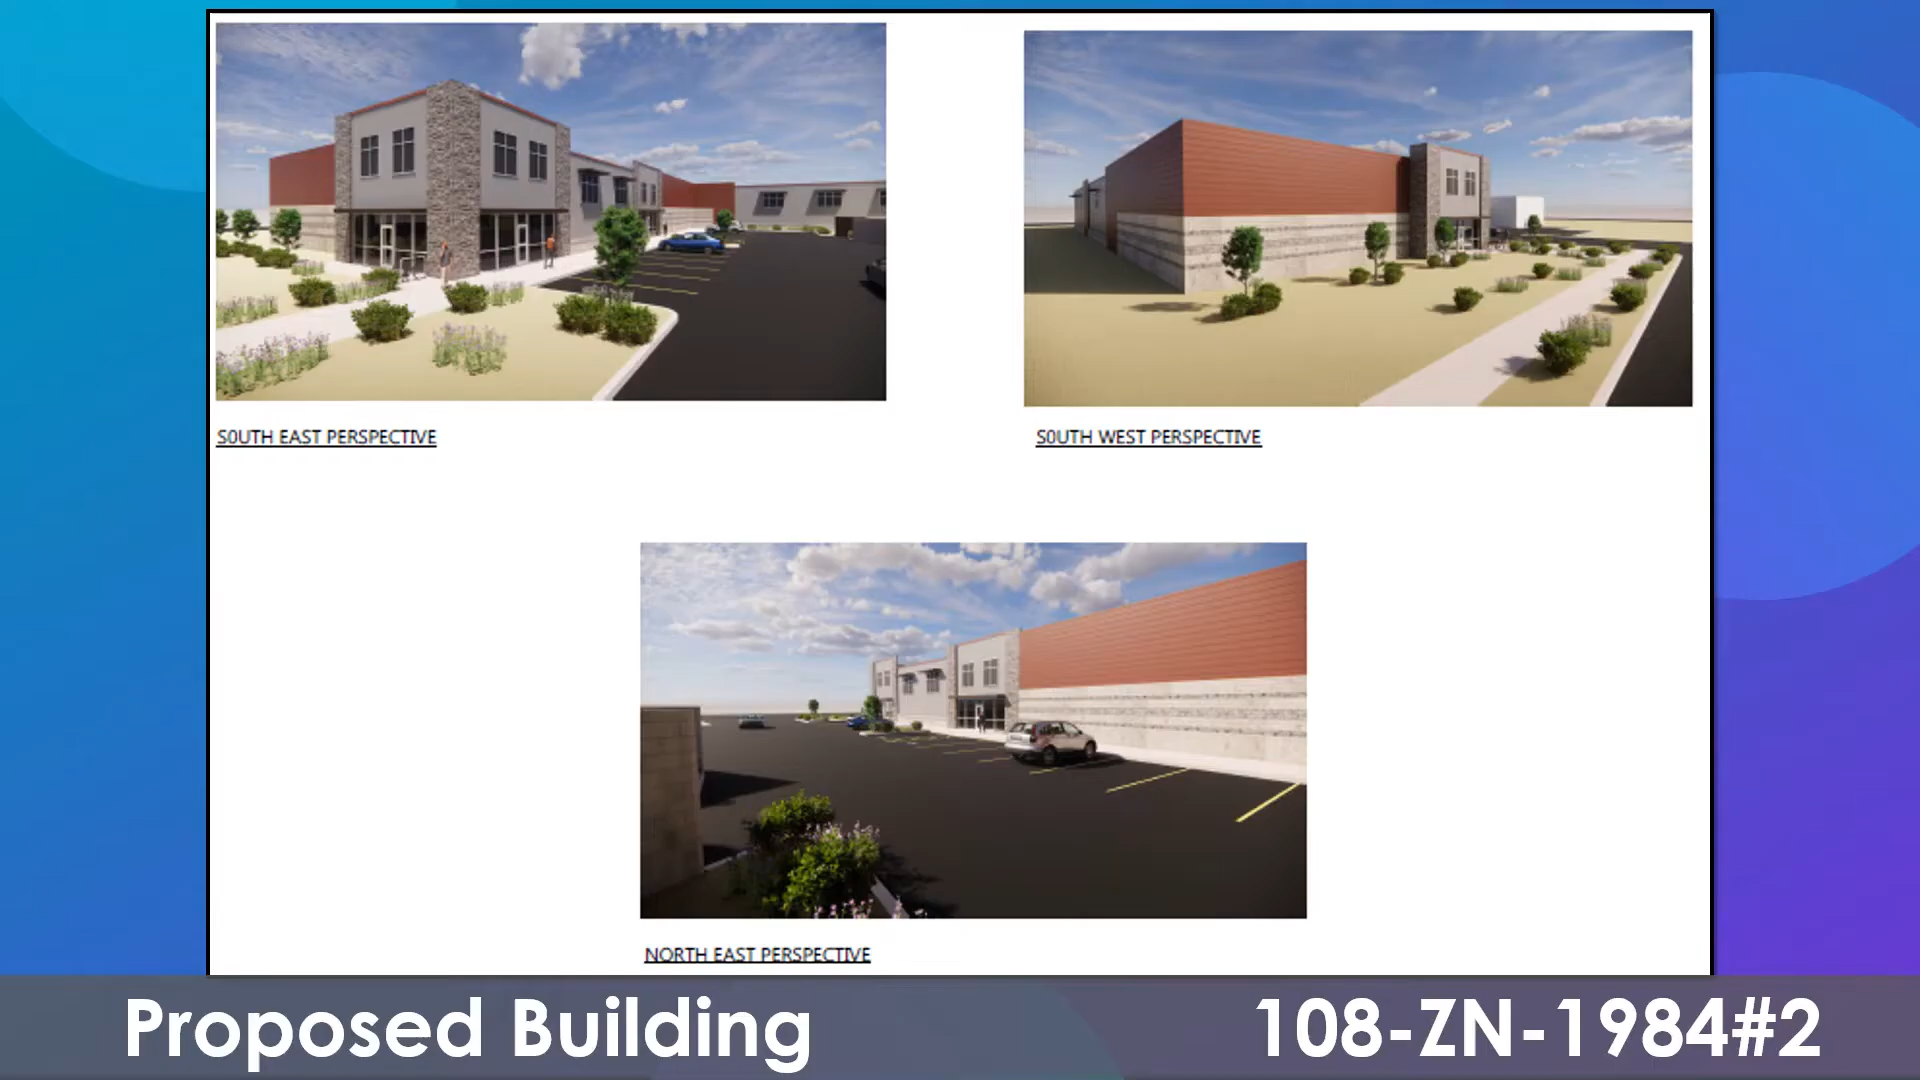 SOUTH EAST PERSPECTIVE
SOUTH WEST PERSPECTIVE
NORTH EAST PERSPECTIVE
Proposed Building
108-ZN-1984#2